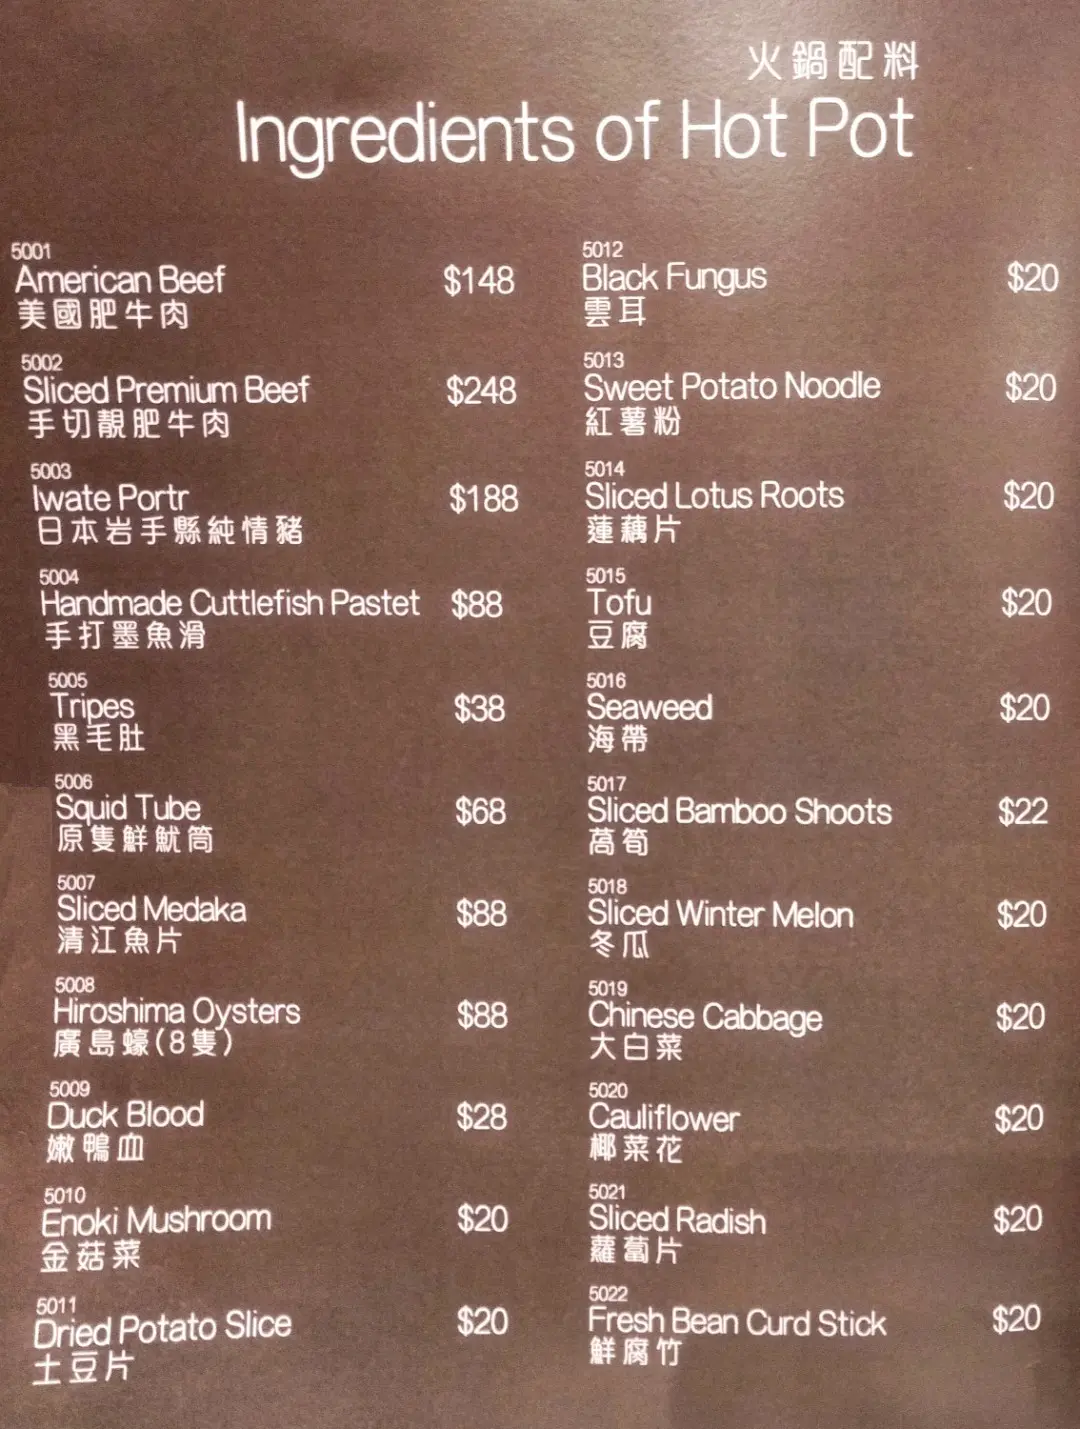 火鍋配料
Ingredients of Hot Pot
5001
American Beef $148
美國肥牛肉
5002
Sliced Premium Beef $248
手切靚肥牛肉
5003
Iwate Portr $188
日本岩手縣純情豬
5004
Handmade Cuttlefish Pastet $88
手打墨魚滑
5005
Tripes $38
黑毛肚
5006
Squid Tube $68
原隻鮮魷筒
5007
Sliced Medaka $88
清江魚片
5008
Hiroshima Oysters $88
廣島蠔(8隻)
5009
Duck Blood $28
嫩鴨血
5010
Enoki Mushroom $20
金菇菜
5011
Dried Potato Slice $20
土豆片
5012
Black Fungus $20
雲耳
5013
Sweet Potato Noodle $20
紅薯粉
5014
Sliced Lotus Roots $20
蓮藕片
5015
Tofu $20
豆腐
5016
Seaweed $20
海帶
5017
Sliced Bamboo Shoots $22
萵筍
5018
Sliced Winter Melon $20
冬瓜
5019
Chinese Cabbage $20
大白菜
5020
Cauliflower $20
椰菜花
5021
Sliced Radish $20
蘿蔔片
5022
Fresh Bean Curd Stick $20
鮮腐竹